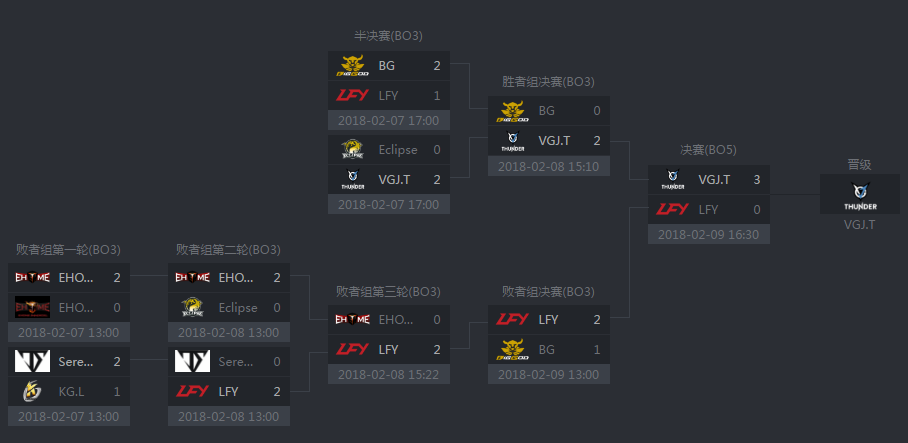 半决赛(BO3)
BG 2
LFY 1
2018-02-07 17:00
Eclipse 0
VGJ.T 2
2018-02-07 17:00
胜者组决赛(BO3)
BG 0
VGJ.T 2
2018-02-08 15:10
决赛(BO5)
VGJ.T 3
LFY 0
2018-02-09 16:30
晋级
THUNDER
VGJ.T
败者组第一轮(BO3)
EHO... 2
EHO... 0
2018-02-07 13:00
Sere... 2
KG.L 1
2018-02-07 13:00
败者组第二轮(BO3)
EHO... 2
Eclipse 0
2018-02-08 13:00
Sere... 0
LFY 2
2018-02-08 13:00
败者组第三轮(BO3)
EHO... 0
LFY 2
2018-02-08 15:22
败者组决赛(BO3)
LFY 2
BG 1
2018-02-09 13:00